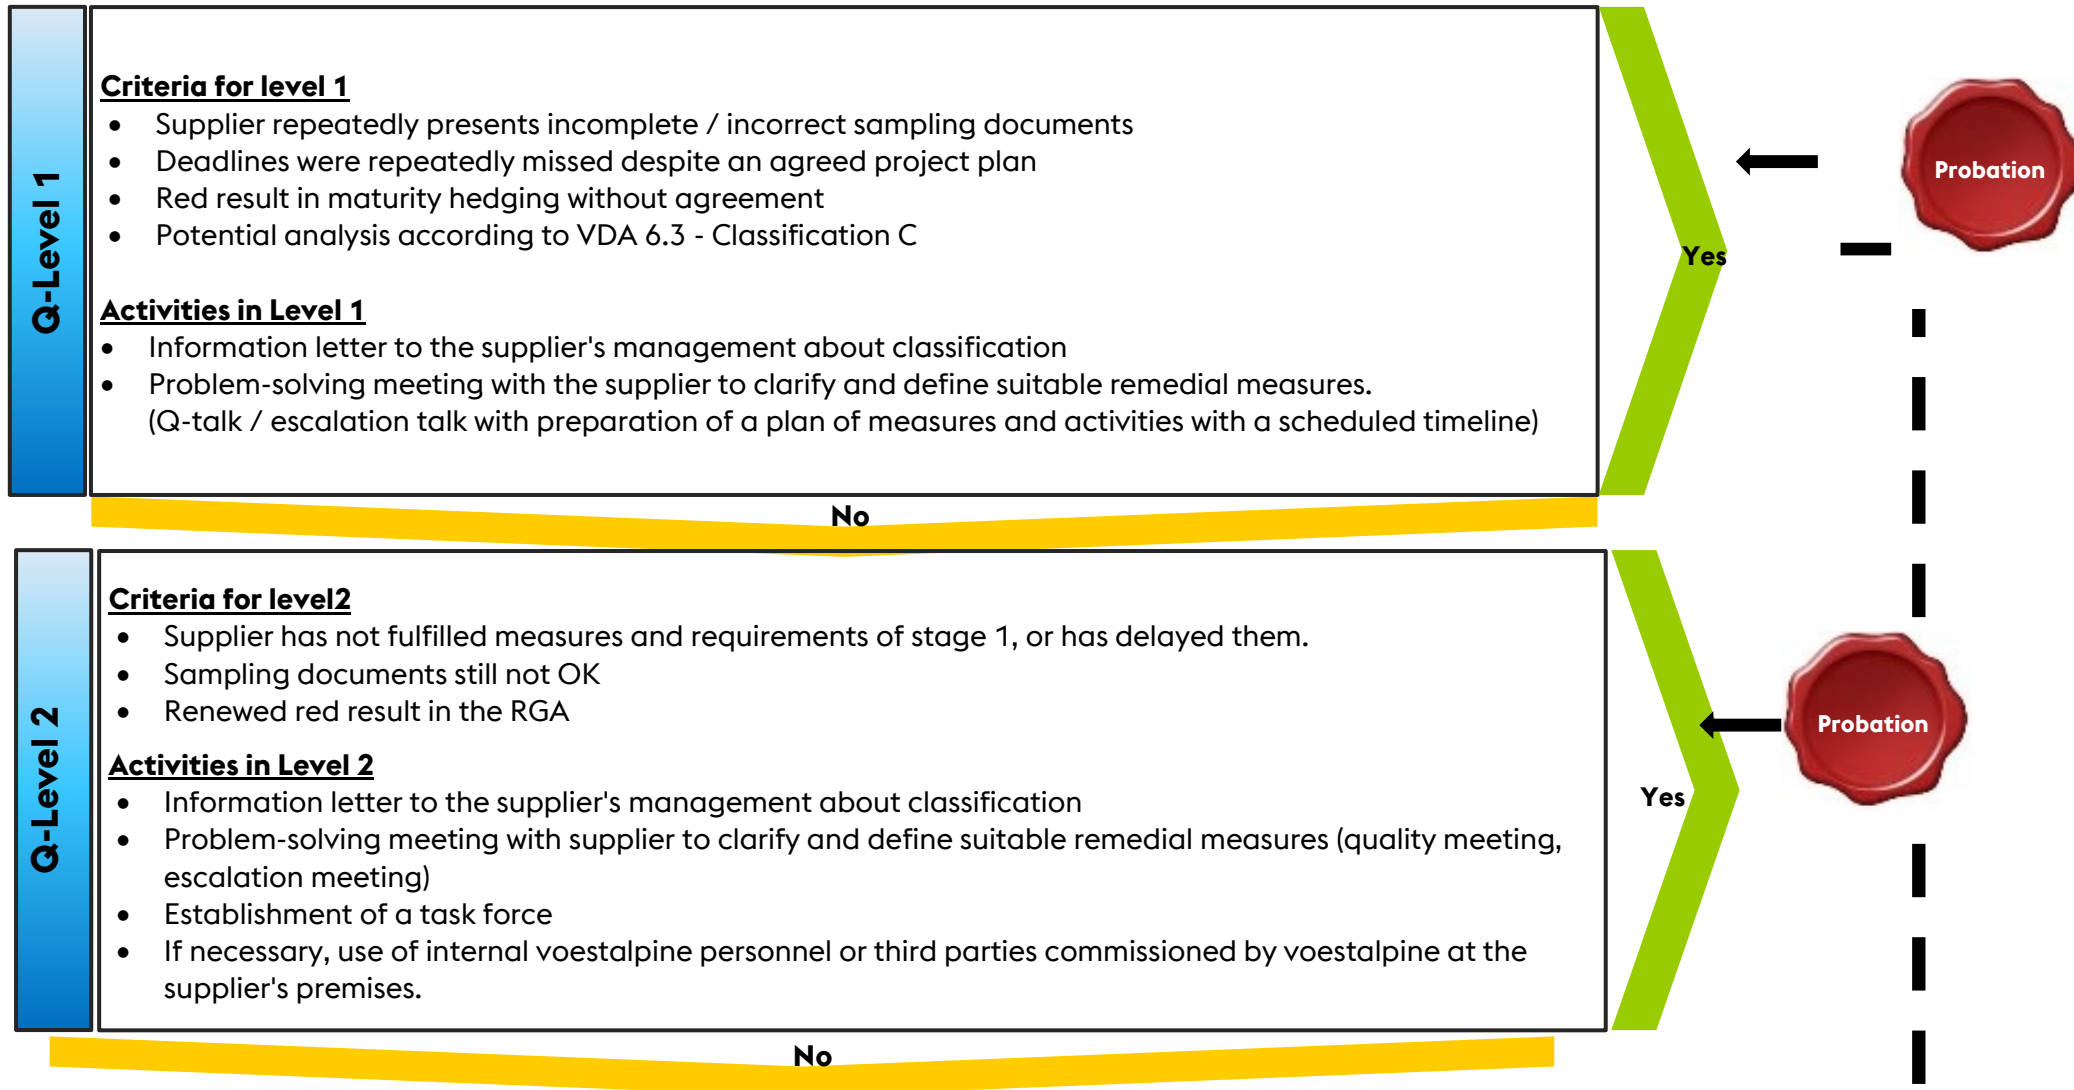 Q-Level 1
Criteria for level 1
• Supplier repeatedly presents incomplete / incorrect sampling documents
• Deadlines were repeatedly missed despite an agreed project plan
• Red result in maturity hedging without agreement
• Potential analysis according to VDA 6.3 - Classification C
Activities in Level 1
• Information letter to the supplier's management about classification
• Problem-solving meeting with the supplier to clarify and define suitable remedial measures.
(Q-talk / escalation talk with preparation of a plan of measures and activities with a scheduled timeline)
Yes
Probation
No
Q-Level 2
Criteria for level2
• Supplier has not fulfilled measures and requirements of stage 1, or has delayed them.
• Sampling documents still not OK
• Renewed red result in the RGA
Activities in Level 2
• Information letter to the supplier's management about classification
• Problem-solving meeting with supplier to clarify and define suitable remedial measures (quality meeting,
escalation meeting)
• Establishment of a task force
• If necessary, use of internal voestalpine personnel or third parties commissioned by voestalpine at the
supplier's premises.
Yes
Probation
No